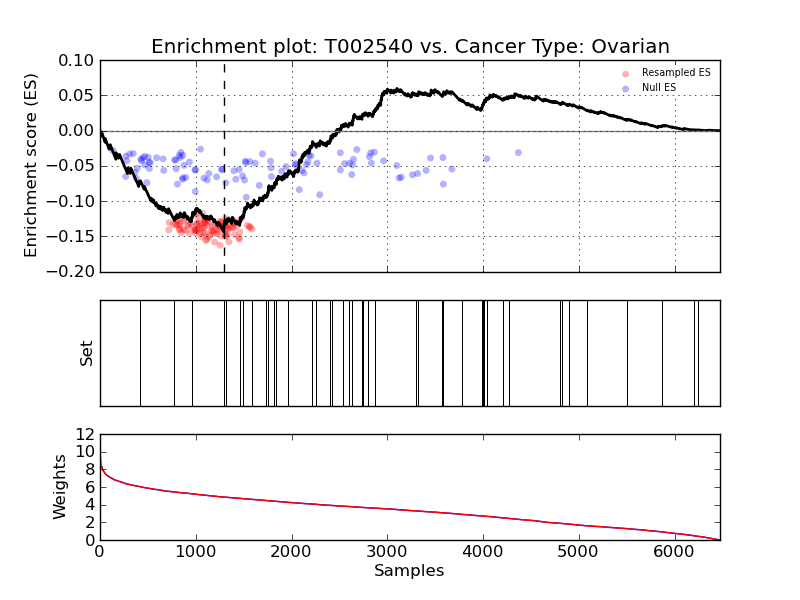 Enrichment plot: T002540 vs. Cancer Type: Ovarian
0.10
0.05
0.00
−0.05
−0.10
−0.15
−0.20
Enrichment score (ES)
Resampled ES
Null ES
Set
12
10
8
6
4
2
0
Weights
0 1000 2000 3000 4000 5000 6000
Samples